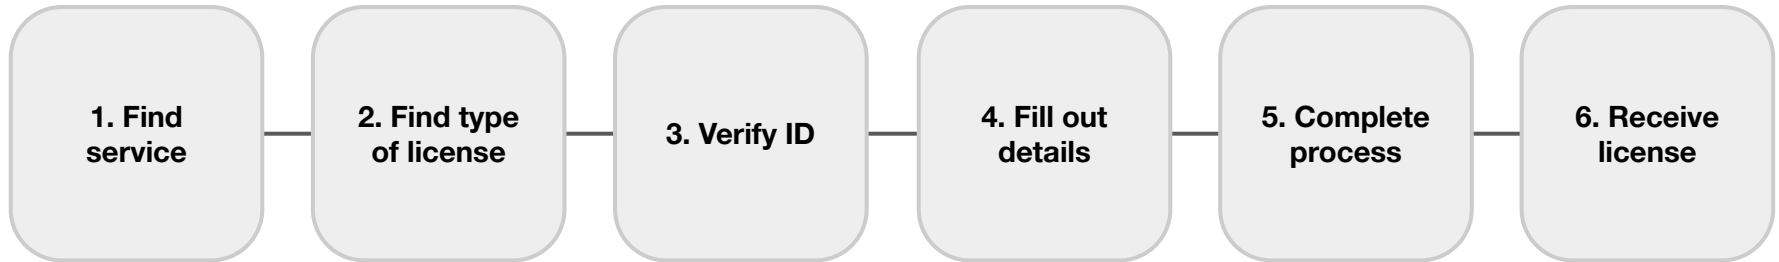 1. Find
service
2. Find type
of license
3. Verify ID
4. Fill out
details
5. Complete
process
6. Receive
license